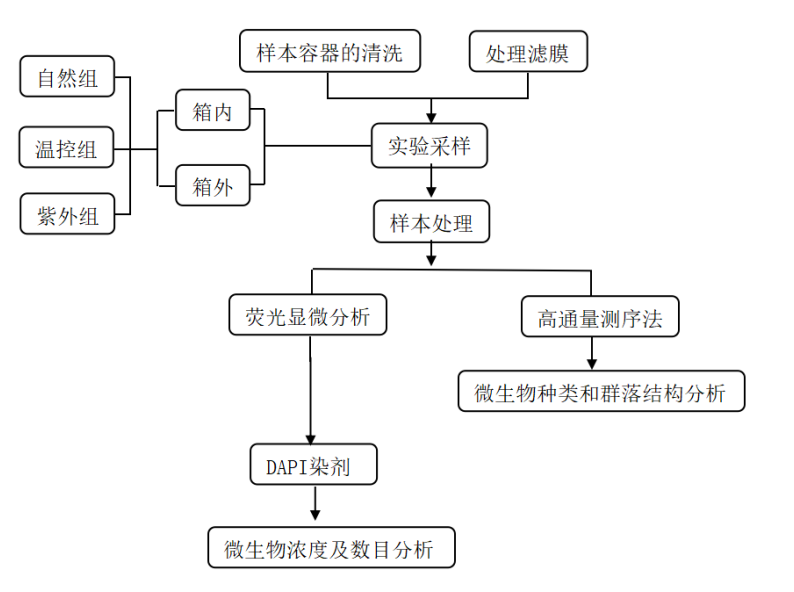 样本容器的清洗
处理滤膜
自然组
箱内
温控组
实验采样
箱外
紫外组
样本处理
荧光显微分析
高通量测序法
微生物种类和群落结构分析
DAPI染剂
微生物浓度及数目分析